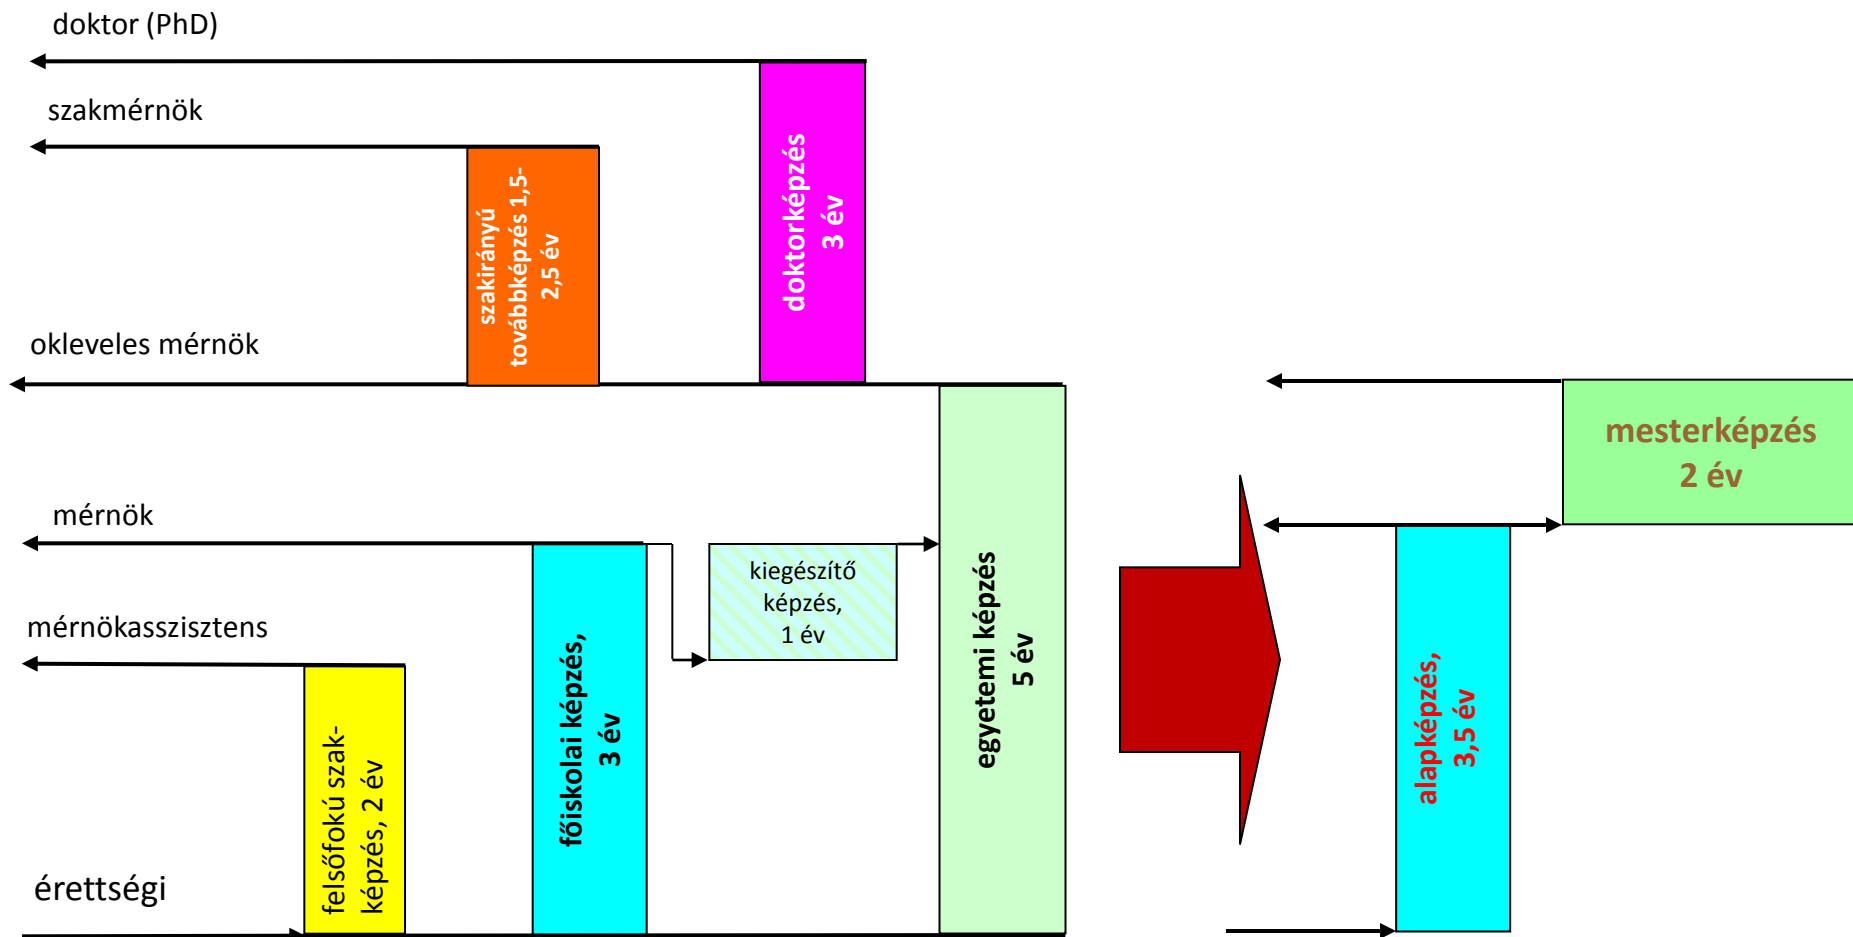 doktor (PhD)
szakmérnök
szakirányú
továbbképzés 1,5-
2,5 év
doktorképzés
3 év
okleveles mérnök
mérnök
mérnökasszisztens
felsőfokú szak-
képzés, 2 év
főiskolai képzés,
3 év
kiegészítő
képzés,
1 év
egyetemi képzés
5 év
érettségi
mesterképzés
2 év
alapképzés,
3,5 év